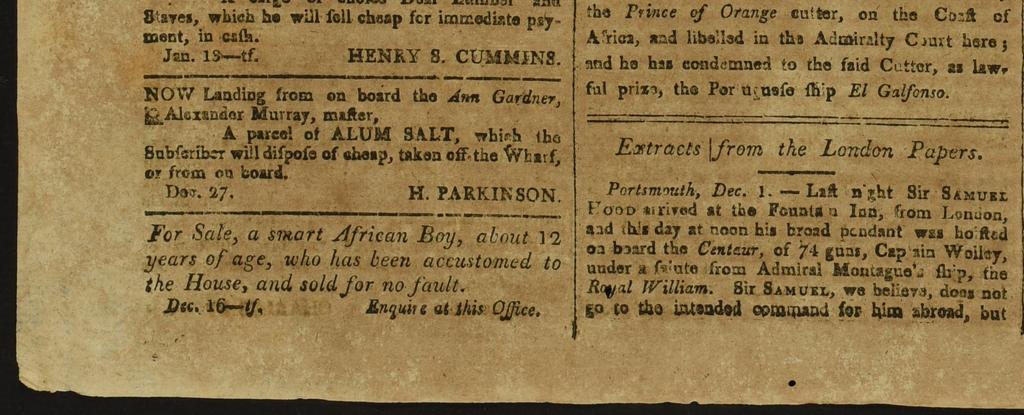 Staves, which he will sell cheap for immediate pay-
ment, in cash.
Jan. 18—tf. HENRY S. CUMMINS.
NOW Landing from on board the Ann Gardner,
Alexander Murray, master,
A parcel of ALUM SALT, which the
Subscriber will dispose of cheap, taken off the Wharf,
or from on board.
Dec. 27. H. PARKINSON.
For Sale, a smart African Boy, about 12
years of age, who has been accustomed to
the House, and sold for no fault.
Dec. 16—tf. Enquire at this Office.
the Prince of Orange cutter, on the Coaſt of
Africa, and libelled in the Admiralty Court here;
and he has condemned to the ſaid Cutter, as law-
ful prize, the Portugueſe ſhip El Galfonso.
Extracts from the London Papers.
Portsmouth, Dec. 1. — Laſt night Sir SAMUEL
HOOD arrived at the Fountain Inn, from London,
and this day at noon his broad pendant was hoiſted
on board the Centaur, of 74 guns, Captain Wolley,
under a ſalute from Admiral Montague's ſhip, the
Royal William. Sir SAMUEL, we believe, does not
go to the intended command for him abroad, but